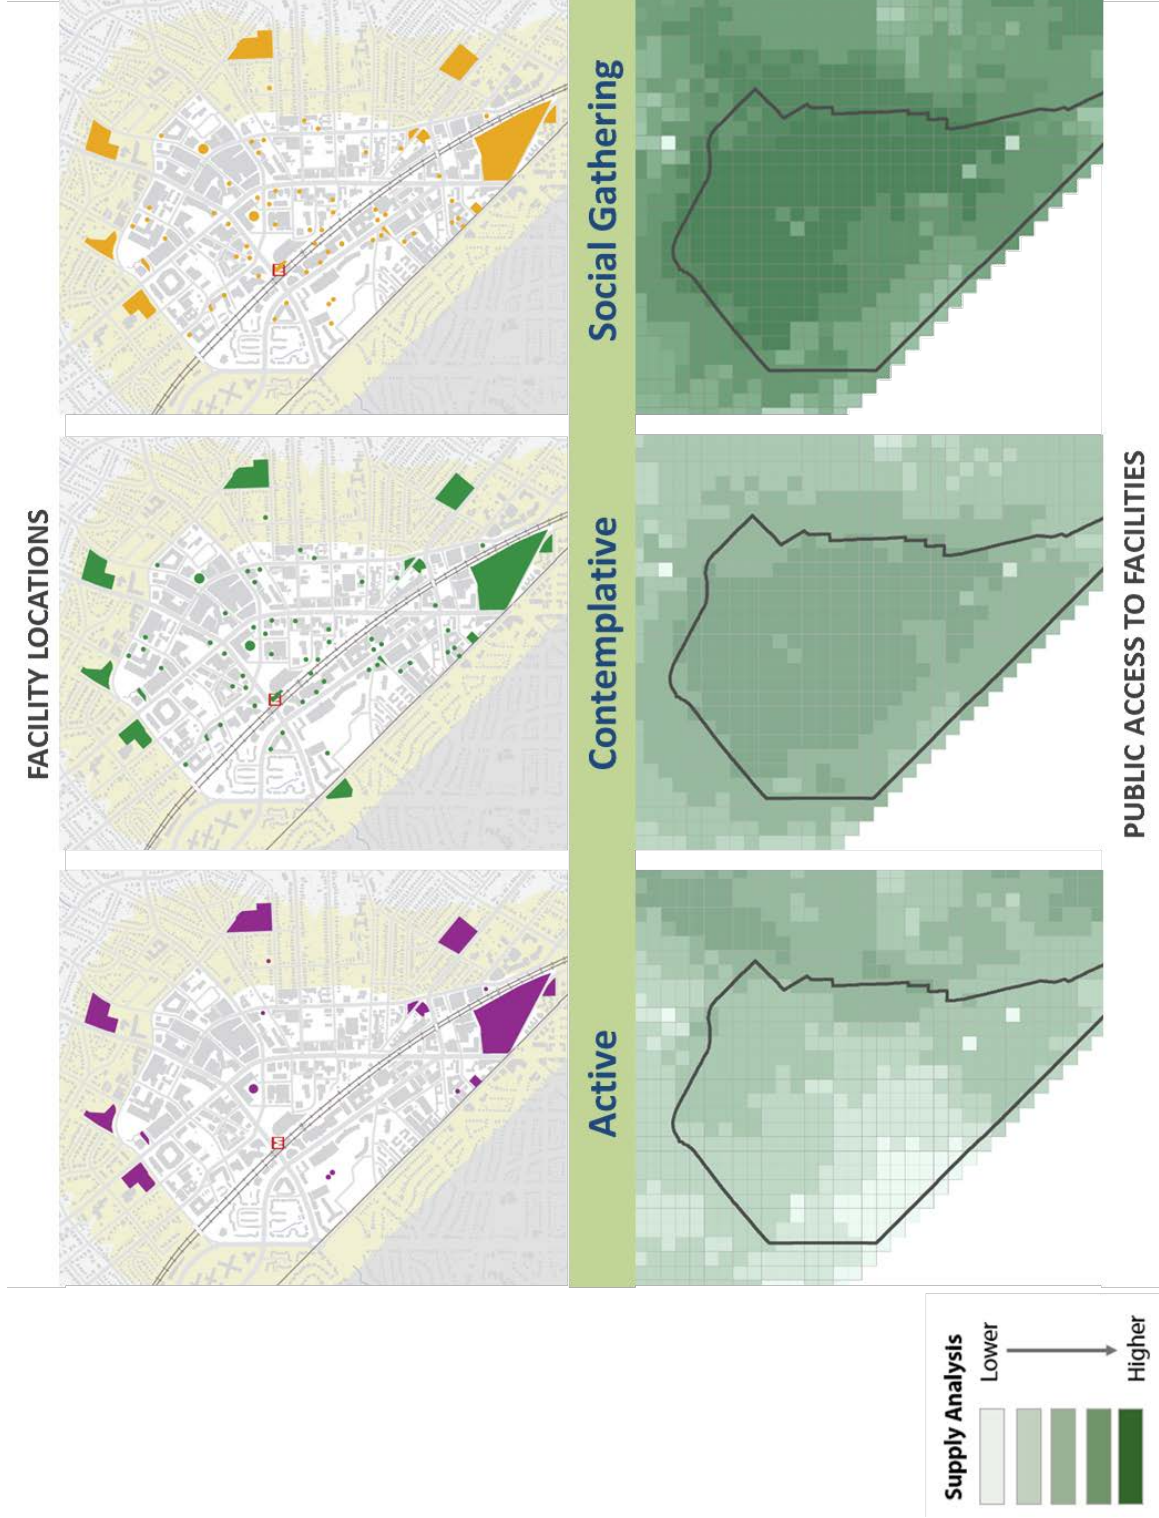 FACILITY LOCATIONS
Social Gathering
Contemplative
Active
PUBLIC ACCESS TO FACILITIES
Supply Analysis
Lower
Higher